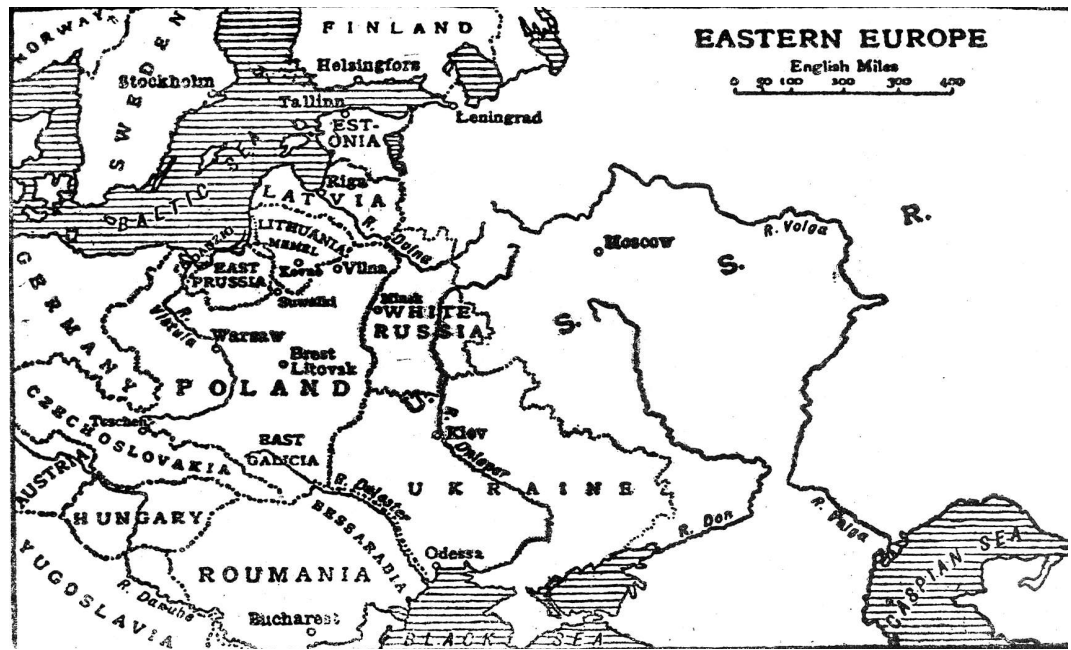 EASTERN EUROPE
English Miles
0 50 100 200 300 400
NORWAY
SWEDEN
FINLAND
Stockholm
Helsingfors
Tallinn
Leningrad
ESTONIA
BALTIC SEA
Riga
LATVIA
R. Dvina
LITHUANIA
MEMEL
Kovno
Vilna
DANZIG
EAST
PRUSSIA
Suwalki
GERMANY
R. Vistula
Warsaw
Brest
Litovsk
POLAND
Minsk
WHITE
RUSSIA
Moscow
R. Volga
U. S. S. R.
Teschen
CZECHOSLOVAKIA
EAST
GALICIA
Kiev
R. Dnieper
UKRAINE
R. Dniester
BESSARABIA
AUSTRIA
HUNGARY
R. Don
R. Volga
Odessa
ROUMANIA
YUGOSLAVIA
R. Danube
Bucharest
BLACK SEA
CASPIAN SEA